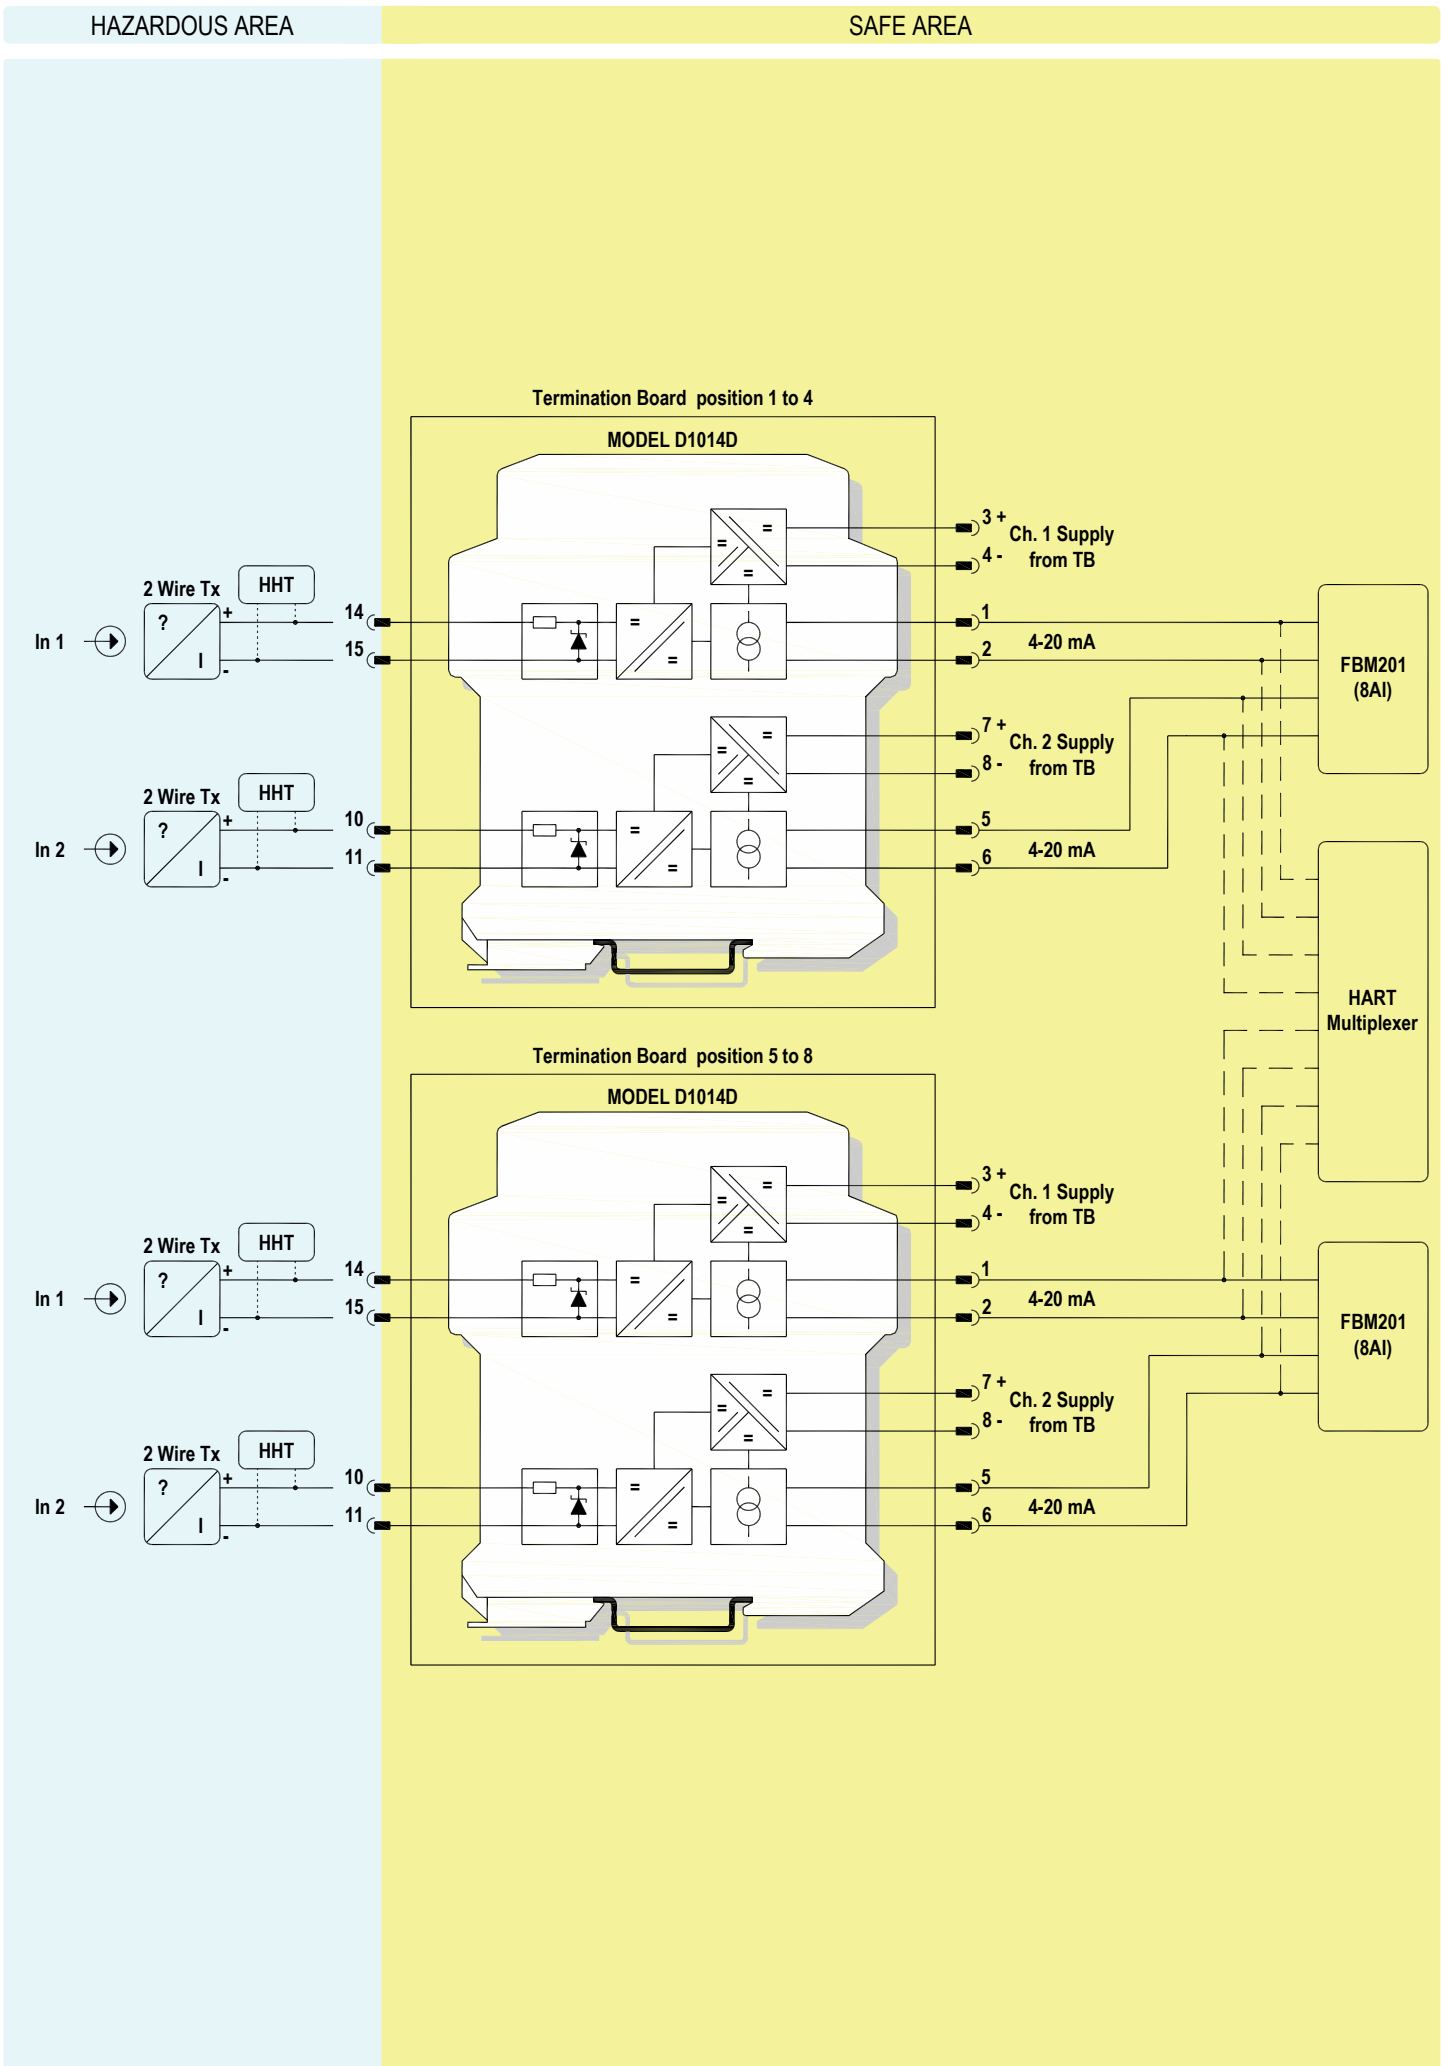 HAZARDOUS AREA
SAFE AREA
Termination Board position 1 to 4
MODEL D1014D
3 +
Ch. 1 Supply
4 -
from TB
2 Wire Tx
HHT
+
?
I
-
In 1
14
15
=
=
=
=
=
1
2
4-20 mA
FBM201
(8AI)
7 +
Ch. 2 Supply
8 -
from TB
2 Wire Tx
HHT
+
?
I
-
In 2
10
11
=
=
=
=
=
5
6
4-20 mA
HART
Multiplexer
Termination Board position 5 to 8
MODEL D1014D
3 +
Ch. 1 Supply
4 -
from TB
2 Wire Tx
HHT
+
?
I
-
In 1
14
15
=
=
=
=
=
1
2
4-20 mA
FBM201
(8AI)
7 +
Ch. 2 Supply
8 -
from TB
2 Wire Tx
HHT
+
?
I
-
In 2
10
11
=
=
=
=
=
5
6
4-20 mA